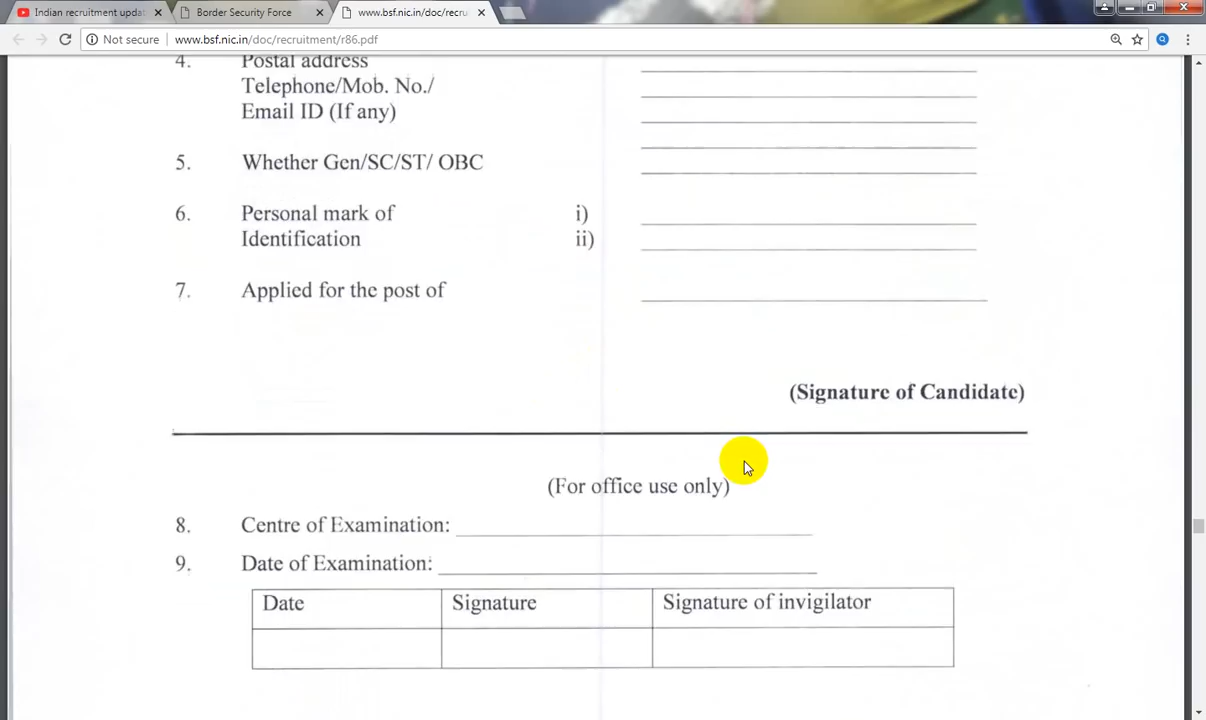 Indian recruitment updat
Border Security Force
www.bsf.nic.in/doc/recru
Not secure
www.bsf.nic.in/doc/recruitment/r86.pdf
4. Postal address
Telephone/Mob. No./
Email ID (If any)
5. Whether Gen/SC/ST/ OBC
6. Personal mark of i)
Identification ii)
7. Applied for the post of
(Signature of Candidate)
(For office use only)
8. Centre of Examination:
9. Date of Examination:
Date Signature Signature of invigilator